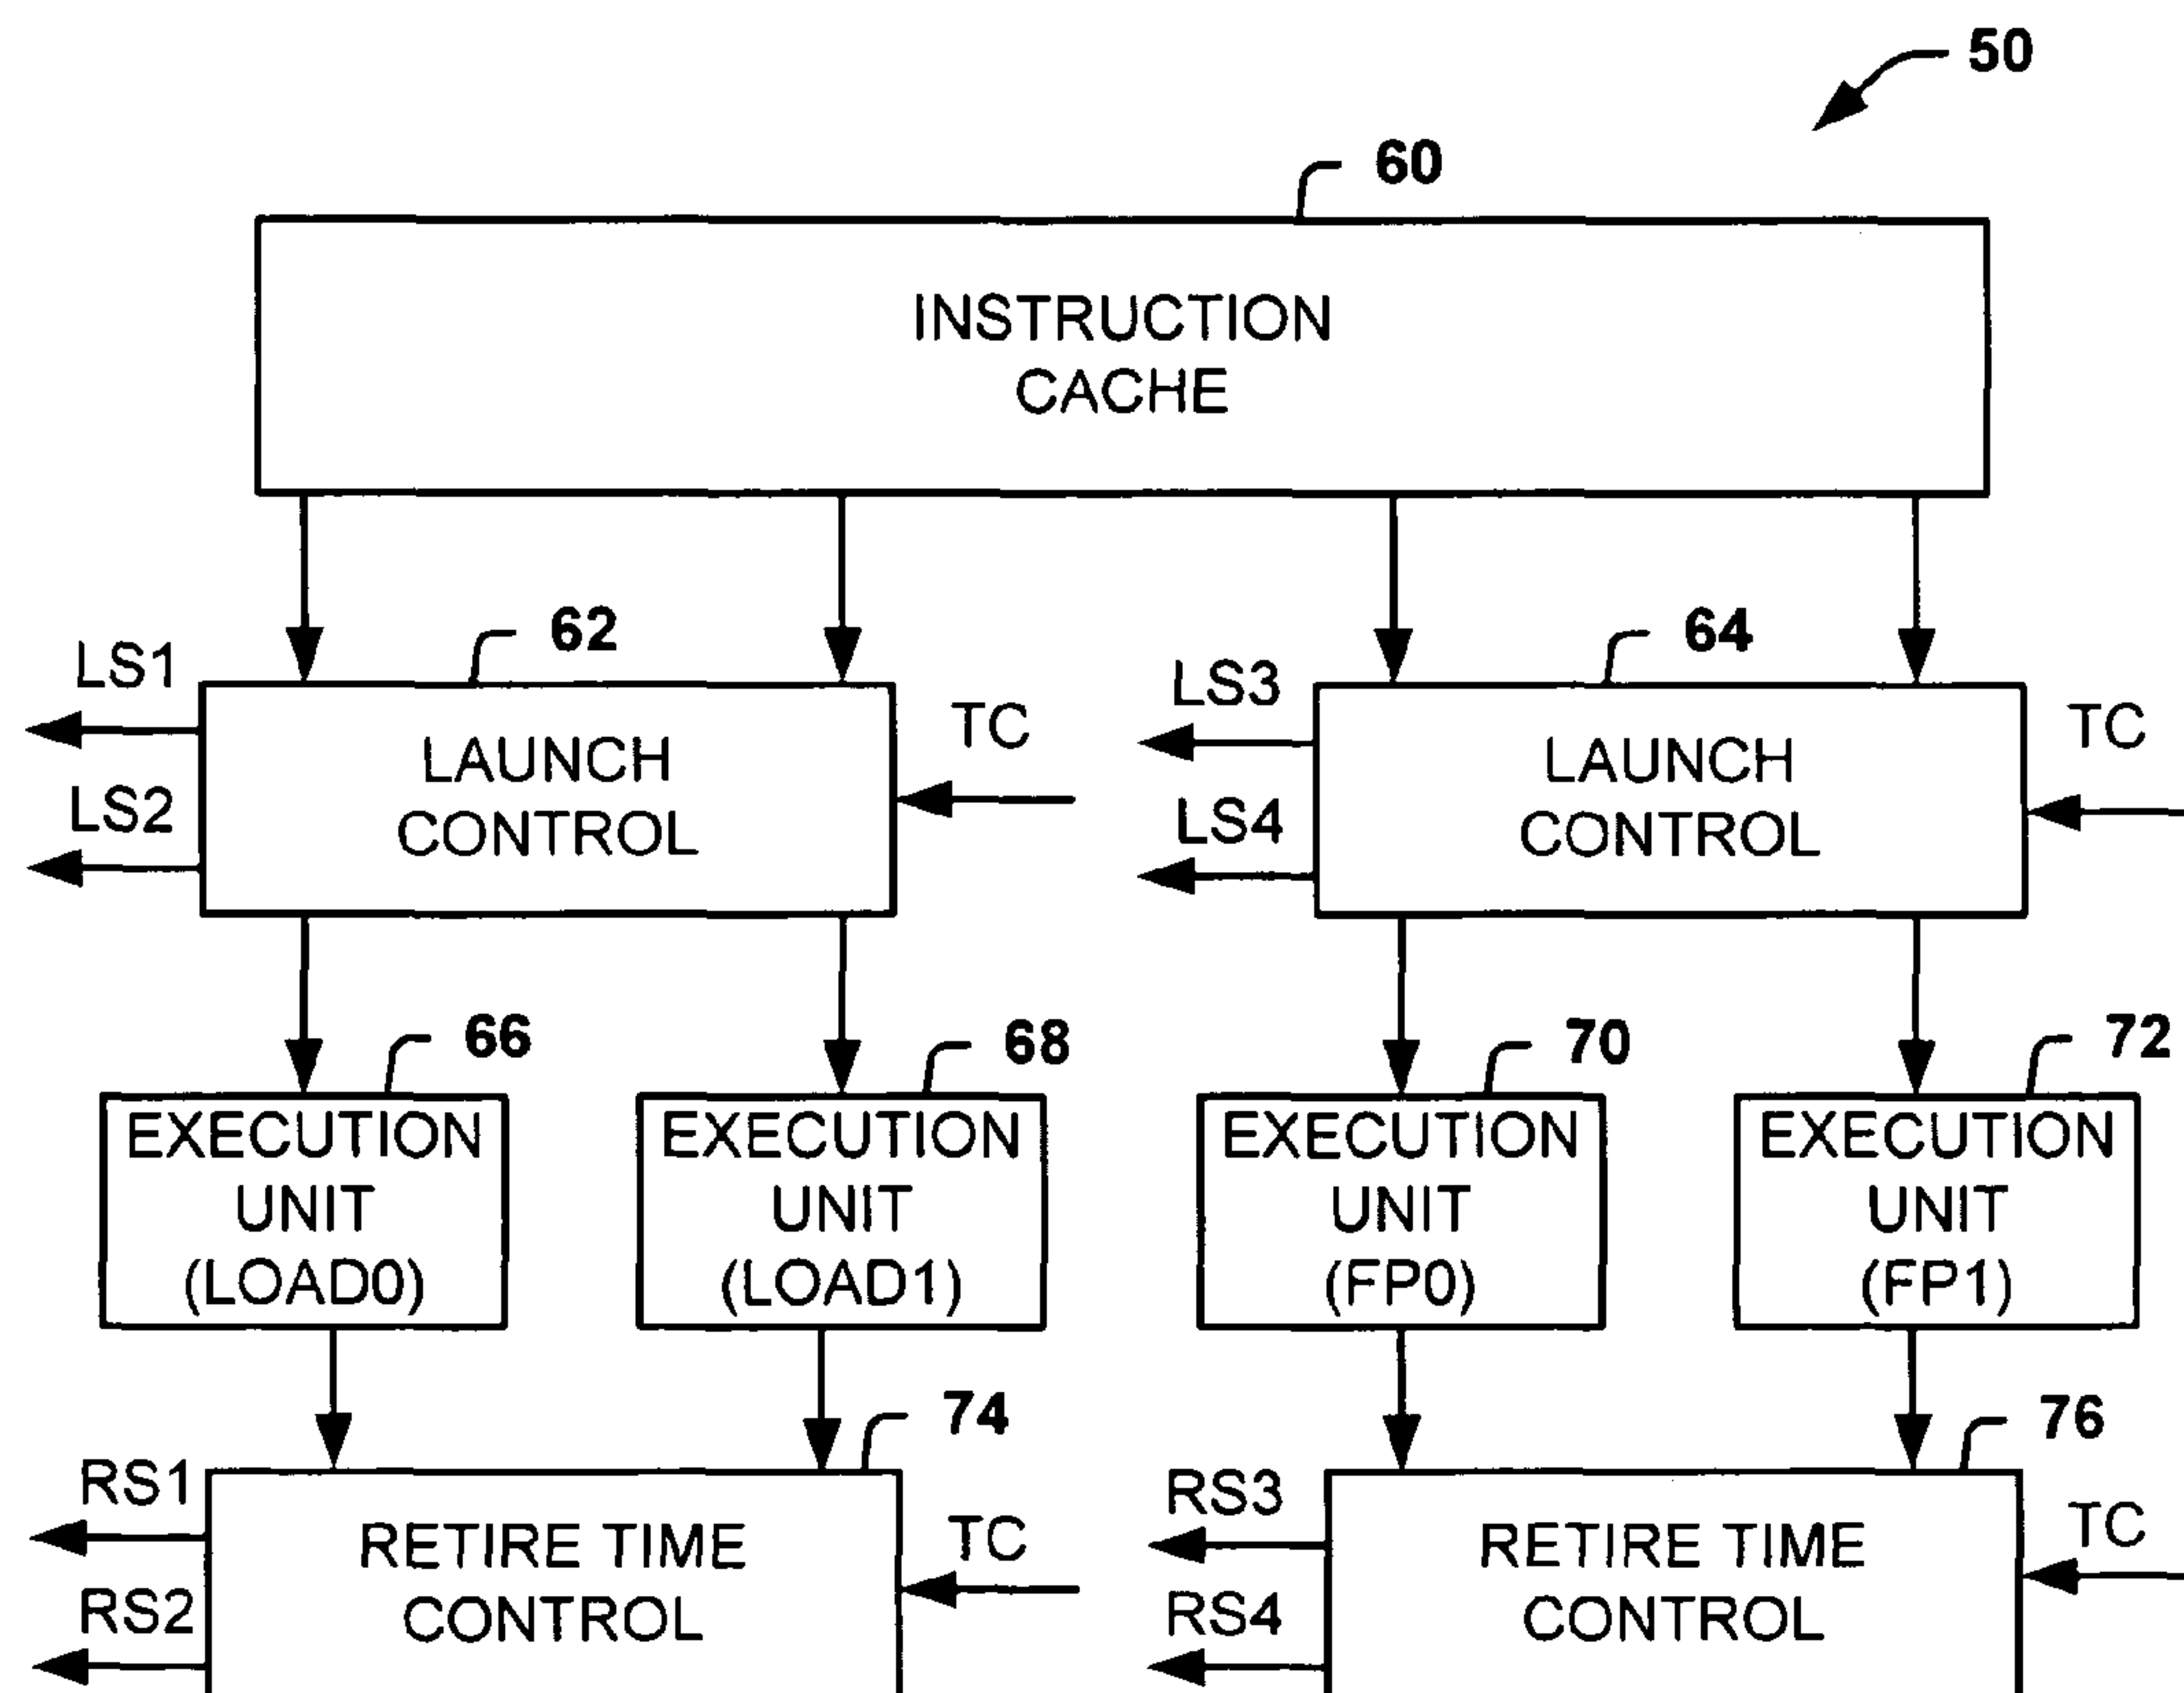 50
60
INSTRUCTION
CACHE
62
64
LS1
LS2
LAUNCH
CONTROL
TC
LS3
LS4
LAUNCH
CONTROL
TC
66
68
70
72
EXECUTION
UNIT
(LOAD0)
EXECUTION
UNIT
(LOAD1)
EXECUTION
UNIT
(FP0)
EXECUTION
UNIT
(FP1)
74
76
RS1
RS2
RETIRE TIME
CONTROL
TC
RS3
RS4
RETIRE TIME
CONTROL
TC